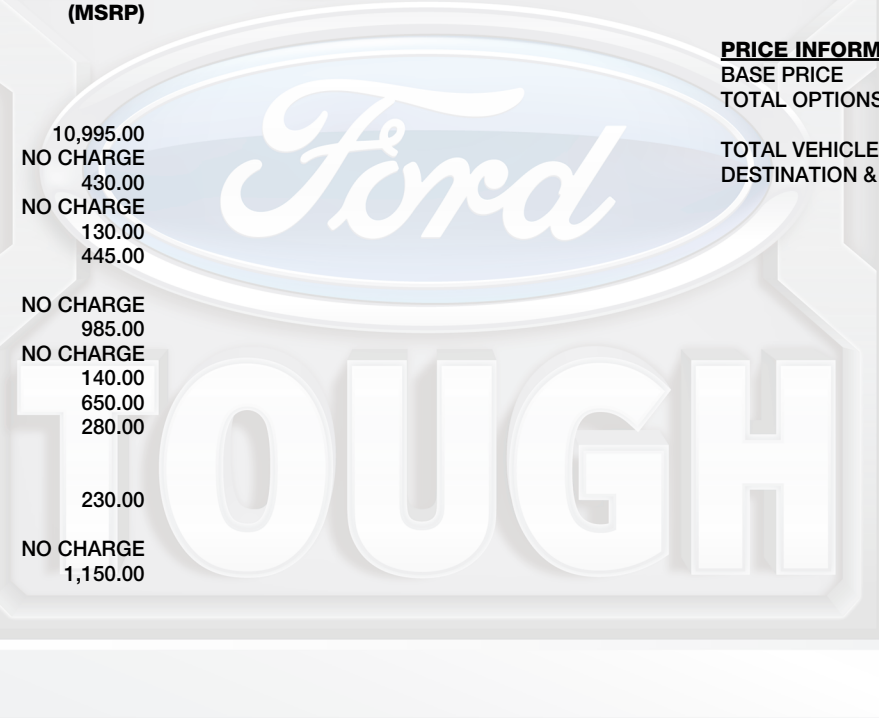 (MSRP)
10,995.00
NO CHARGE
430.00
NO CHARGE
130.00
445.00
NO CHARGE
985.00
NO CHARGE
140.00
650.00
280.00
230.00
NO CHARGE
1,150.00
PRICE INFORM
BASE PRICE
TOTAL OPTIONS
TOTAL VEHICLE
DESTINATION &
Ford
TOUGH